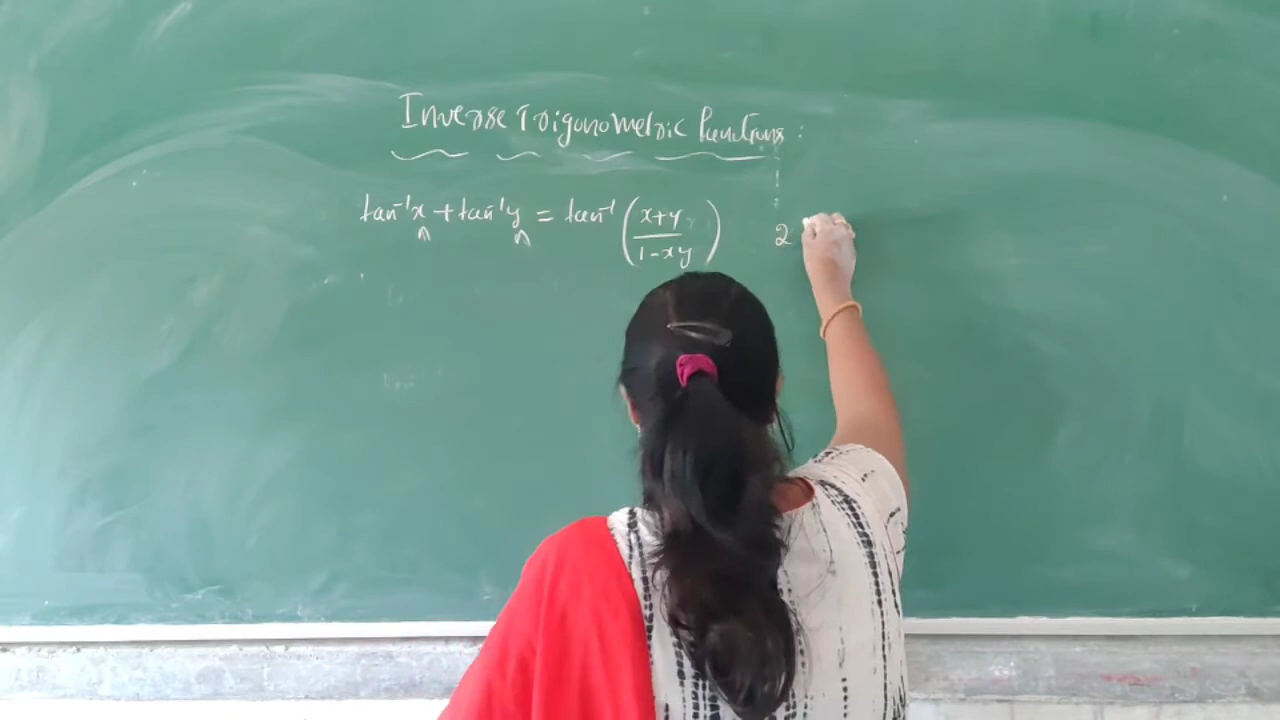 Inverse Trigonometric Functions :
tan⁻¹x + tan⁻¹y = tan⁻¹ ( (x+y) / (1-xy) )
2